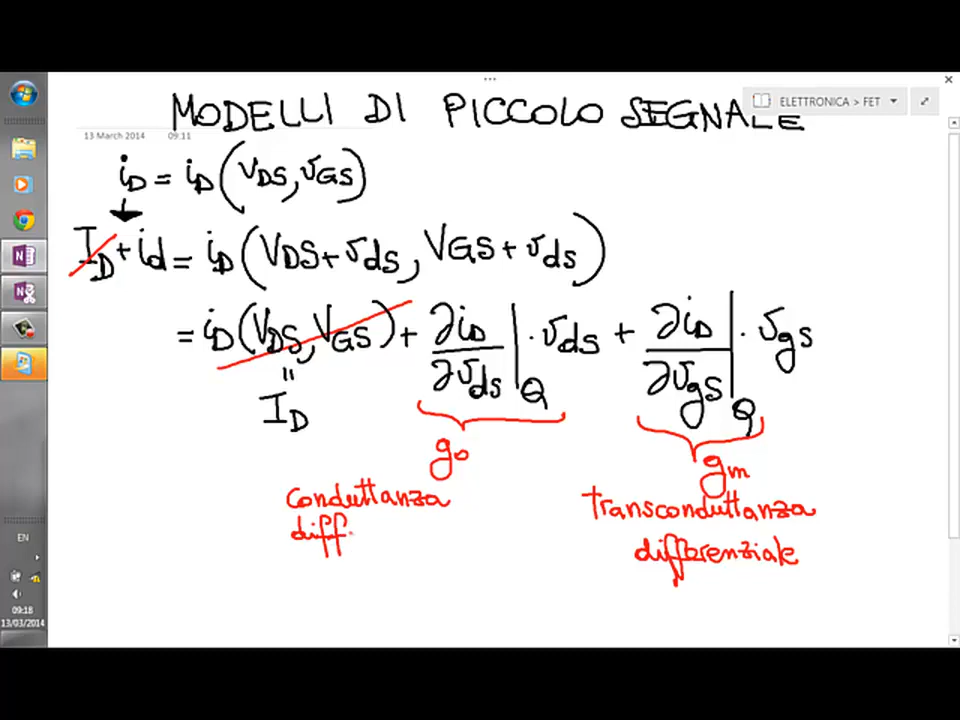 MODELLI DI PICCOLO SEGNALE
ELETTRONICA > FET
13 March 2014 09:11
iD = iD(VDS, vGS)
ID + id = iD(VDS + vds, VGS + vds)
= iD(VDS, VGS) + ∂iD/∂vds |Q · vds + ∂iD/∂vgs |Q · vgs
"
ID
go
gm
conduttanza
diff.
transconduttanza
differenziale
EN
09:18
13/03/2014